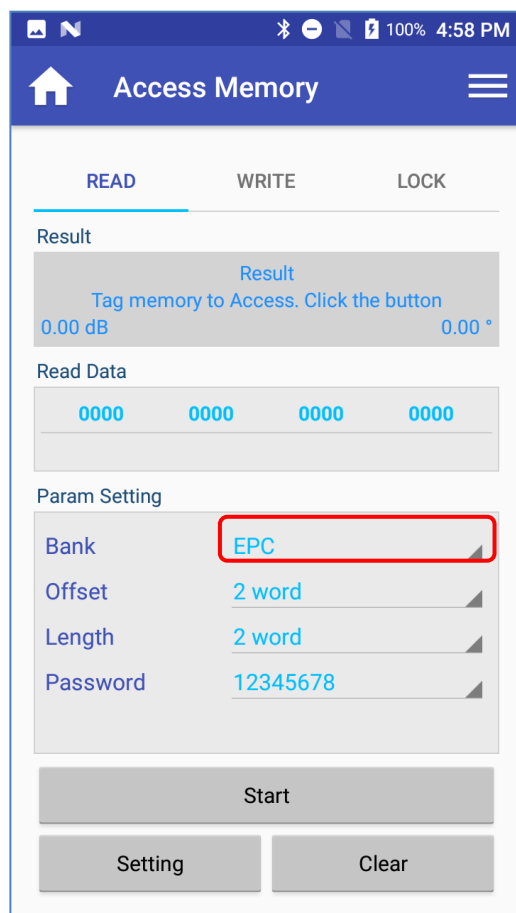 100% 4:58 PM
Access Memory
READ WRITE LOCK
Result
Result
Tag memory to Access. Click the button
0.00 dB 0.00 °
Read Data
0000 0000 0000 0000
Param Setting
Bank EPC
Offset 2 word
Length 2 word
Password 12345678
Start
Setting Clear